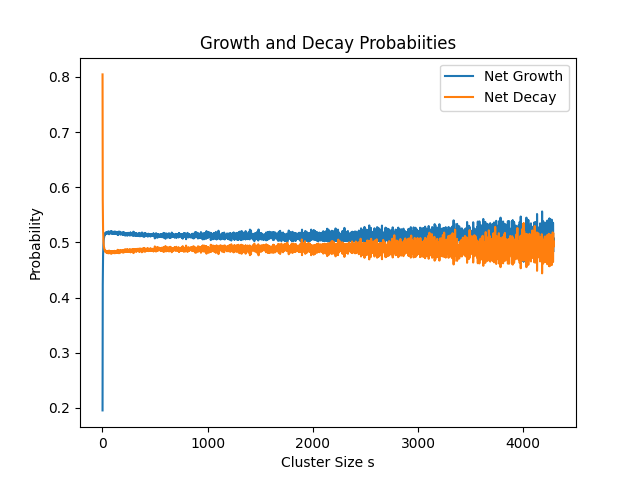 Growth and Decay Probabiities
Net Growth
Net Decay
Probability
0.8
0.7
0.6
0.5
0.4
0.3
0.2
0 1000 2000 3000 4000
Cluster Size s